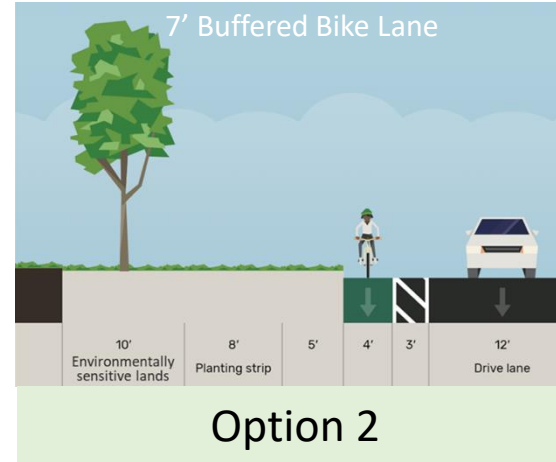 7’ Buffered Bike Lane
10’ 8’ 5’ 4’ 3’ 12’
Environmentally
sensitive lands
Planting strip
Drive lane
Option 2